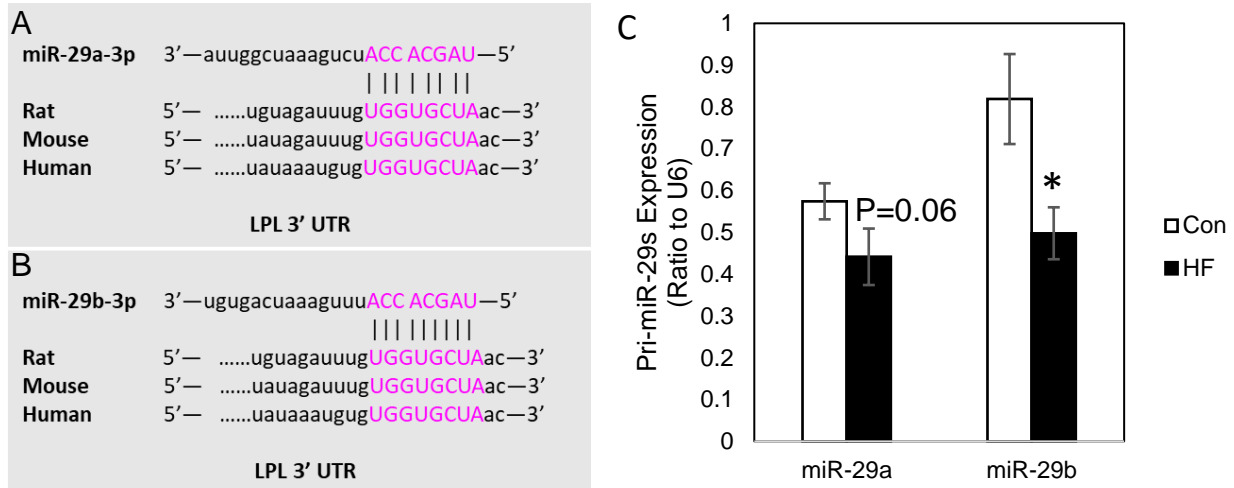 A
miR-29a-3p 3’—auuggcuaaagucuACC ACGAU—5’
| | | | | | |
Rat 5’— ......uguagauuugUGGUGCUAac—3’
Mouse 5’— ......uauagauuugUGGUGCUAac—3’
Human 5’— ......uauaaaugugUGGUGCUAac—3’
LPL 3’ UTR
B
miR-29b-3p 3’—ugugacuaaaguuuACC ACGAU—5’
| | | | | | | | |
Rat 5’— ......uguagauuugUGGUGCUAac—3’
Mouse 5’— ......uauagauuugUGGUGCUAac—3’
Human 5’— ......uauaaaugugUGGUGCUAac—3’
LPL 3’ UTR
C
Pri-miR-29s Expression
(Ratio to U6)
1
0.9
0.8
0.7
0.6
0.5
0.4
0.3
0.2
0.1
0
P=0.06
*
miR-29a
miR-29b
Con
HF